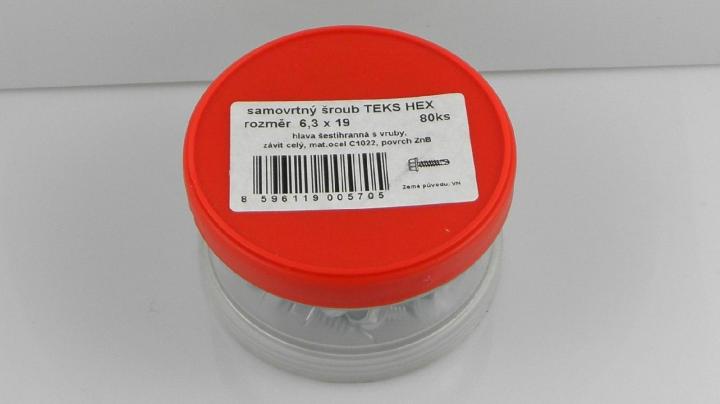 samovrtný šroub TEKS HEX
rozměr 6,3 x 19 80ks
hlava šestihranná s vruby,
závit celý, mat.ocel C1022, povrch ZnB
Země původu: VN
8 596119 005705